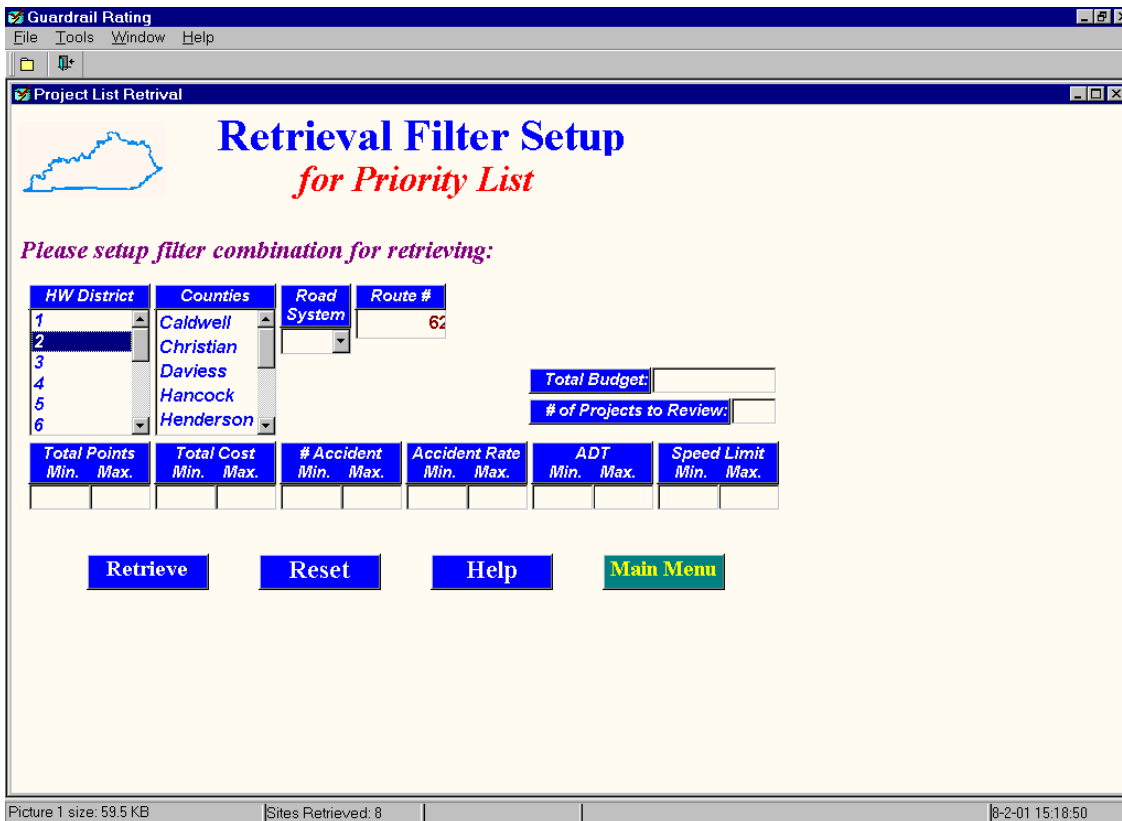 Guardrail Rating
File Tools Window Help
Project List Retrival
Retrieval Filter Setup
for Priority List
Please setup filter combination for retrieving:
HW District
1
2
3
4
5
6
Counties
Caldwell
Christian
Daviess
Hancock
Henderson
Road
System
Route #
62
Total Budget:
# of Projects to Review:
Total Points
Min. Max.
Total Cost
Min. Max.
# Accident
Min. Max.
Accident Rate
Min. Max.
ADT
Min. Max.
Speed Limit
Min. Max.
Retrieve Reset Help Main Menu
Picture 1 size: 59.5 KB Sites Retrieved: 8 8-2-01 15:18:50